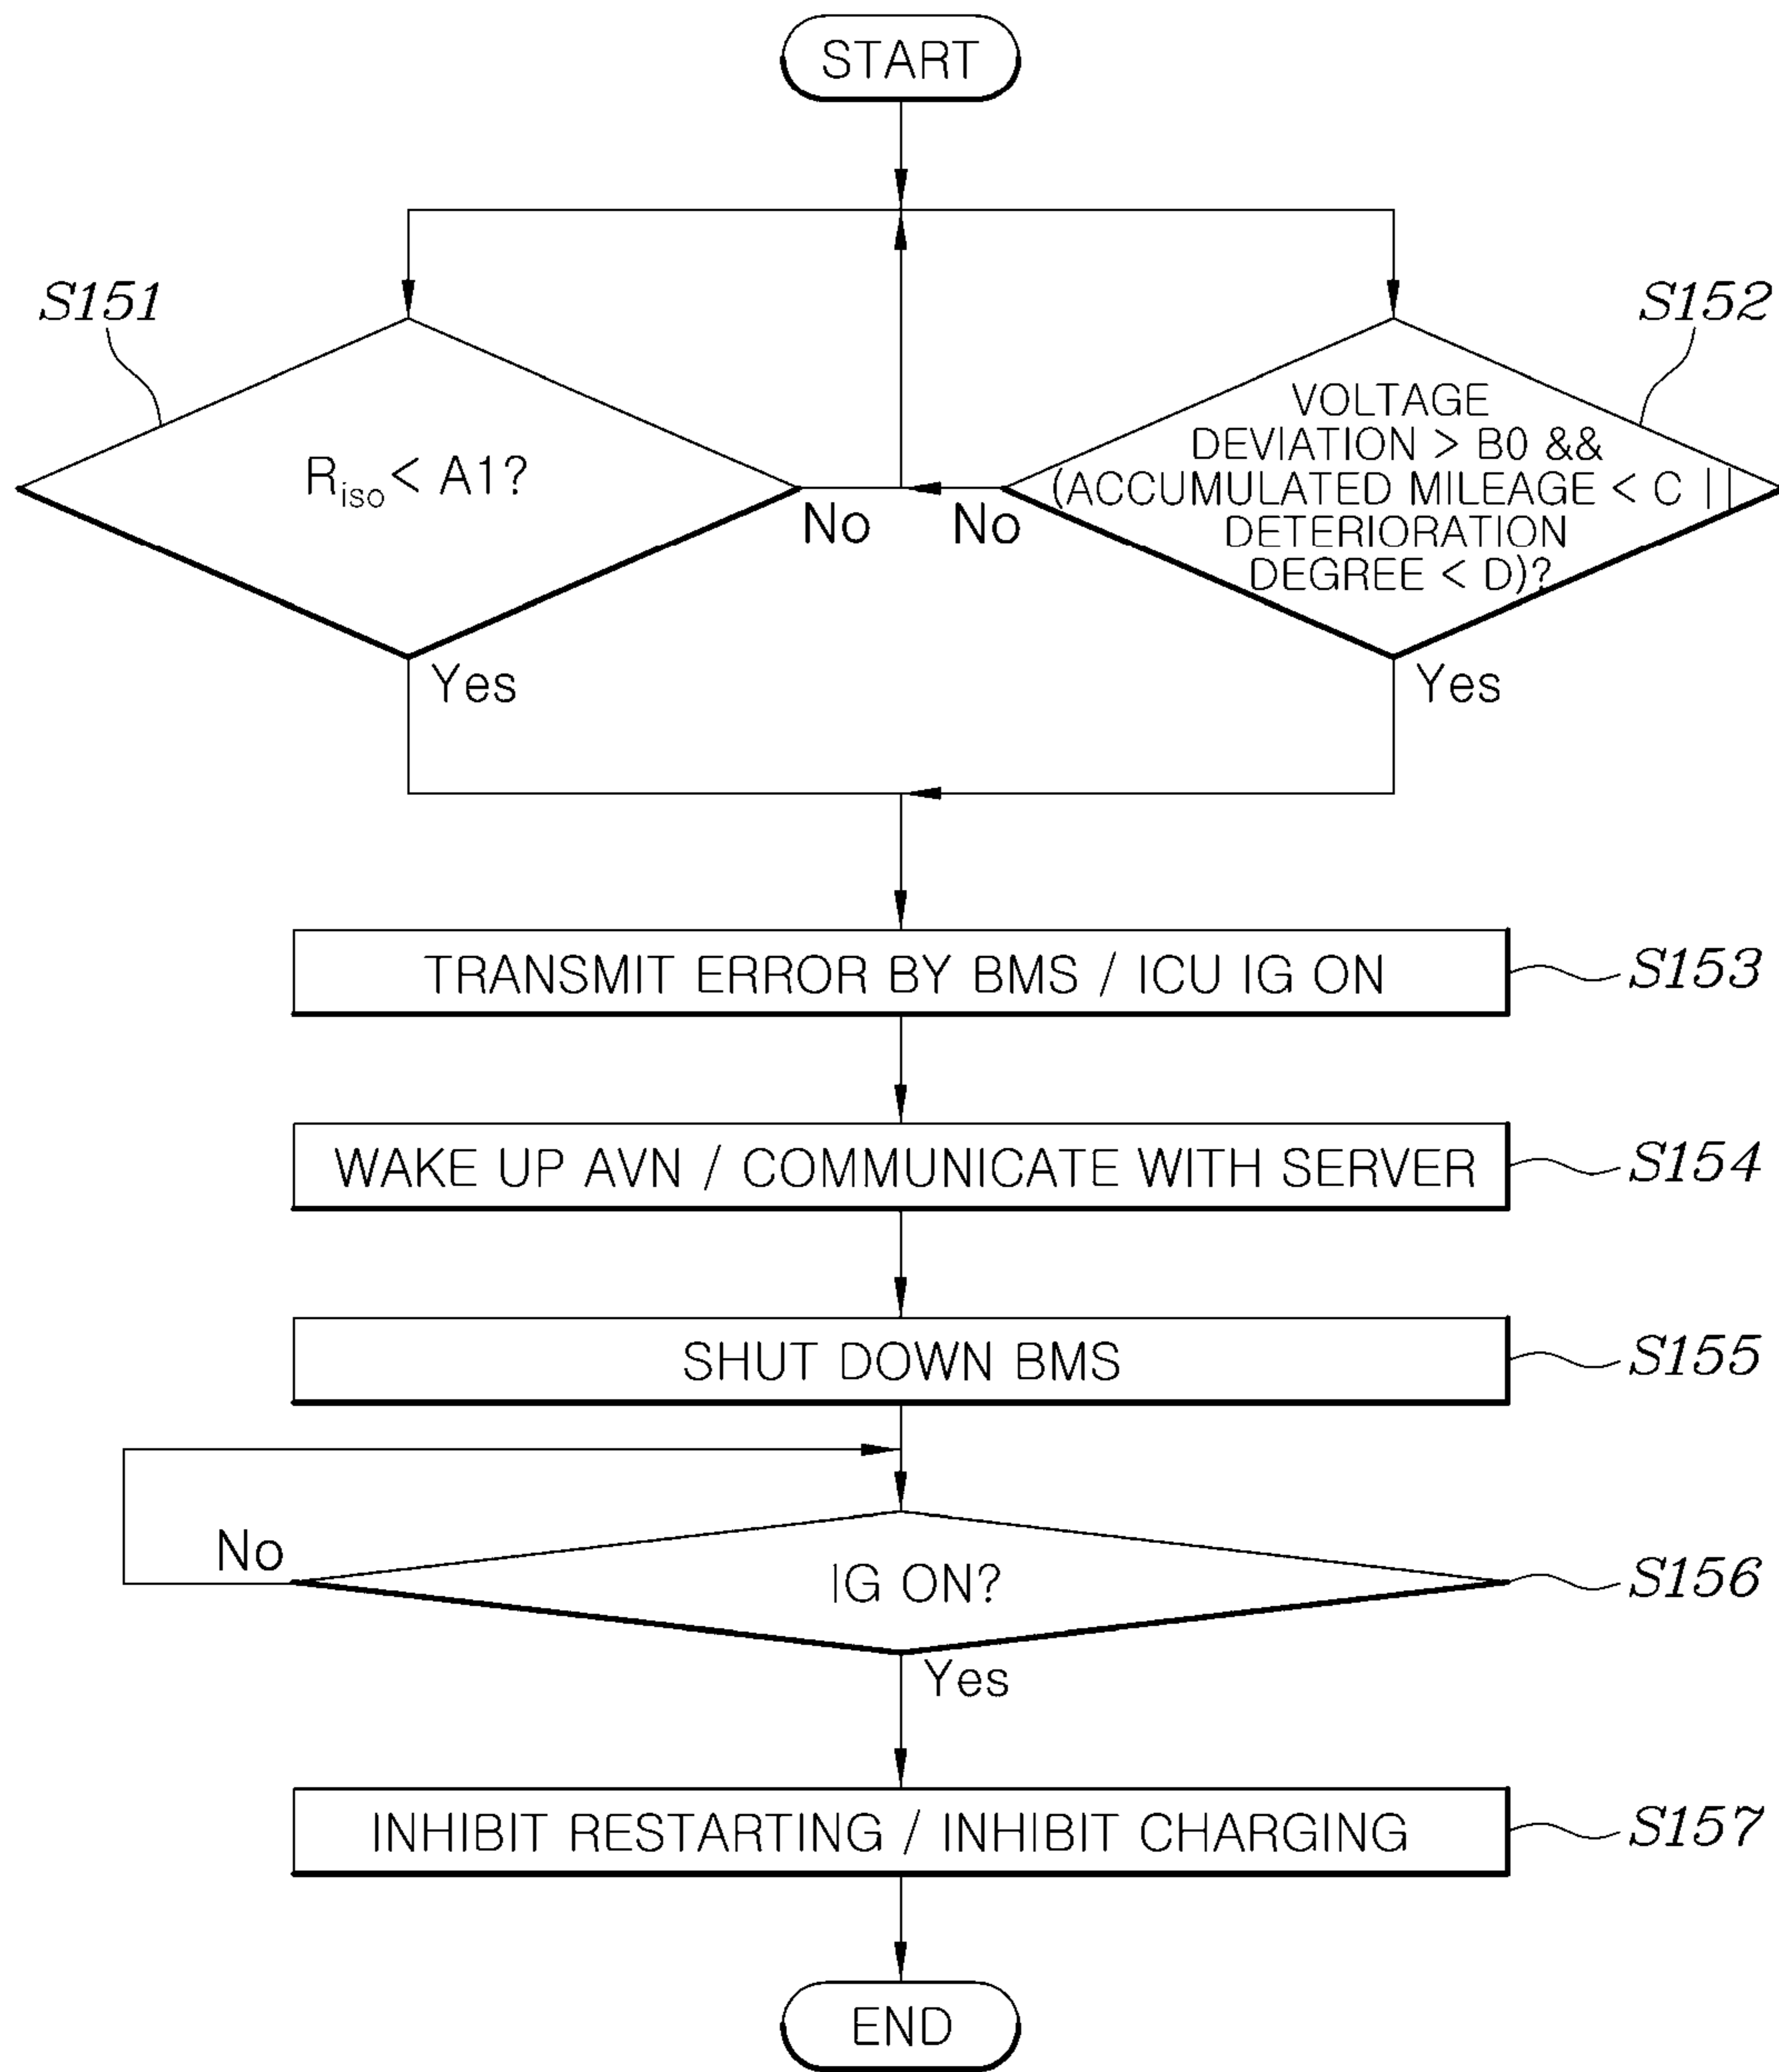 START
S151
S152
R_iso < A1?
VOLTAGE
DEVIATION > B0 &&
(ACCUMULATED MILEAGE < C ||
DETERIORATION
DEGREE < D)?
No
No
Yes
Yes
TRANSMIT ERROR BY BMS / ICU IG ON
S153
WAKE UP AVN / COMMUNICATE WITH SERVER
S154
SHUT DOWN BMS
S155
No
IG ON?
S156
Yes
INHIBIT RESTARTING / INHIBIT CHARGING
S157
END